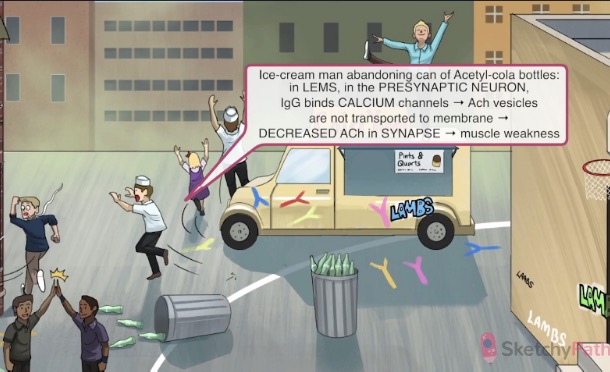 Ice-cream man abandoning can of Acetyl-cola bottles:
in LEMS, in the PRESYNAPTIC NEURON,
IgG binds CALCIUM channels → Ach vesicles
are not transported to membrane →
DECREASED ACh in SYNAPSE → muscle weakness
Pints &
Quarts
LAMBS
LAMBS
LAMBS
LAM
SketchyPath